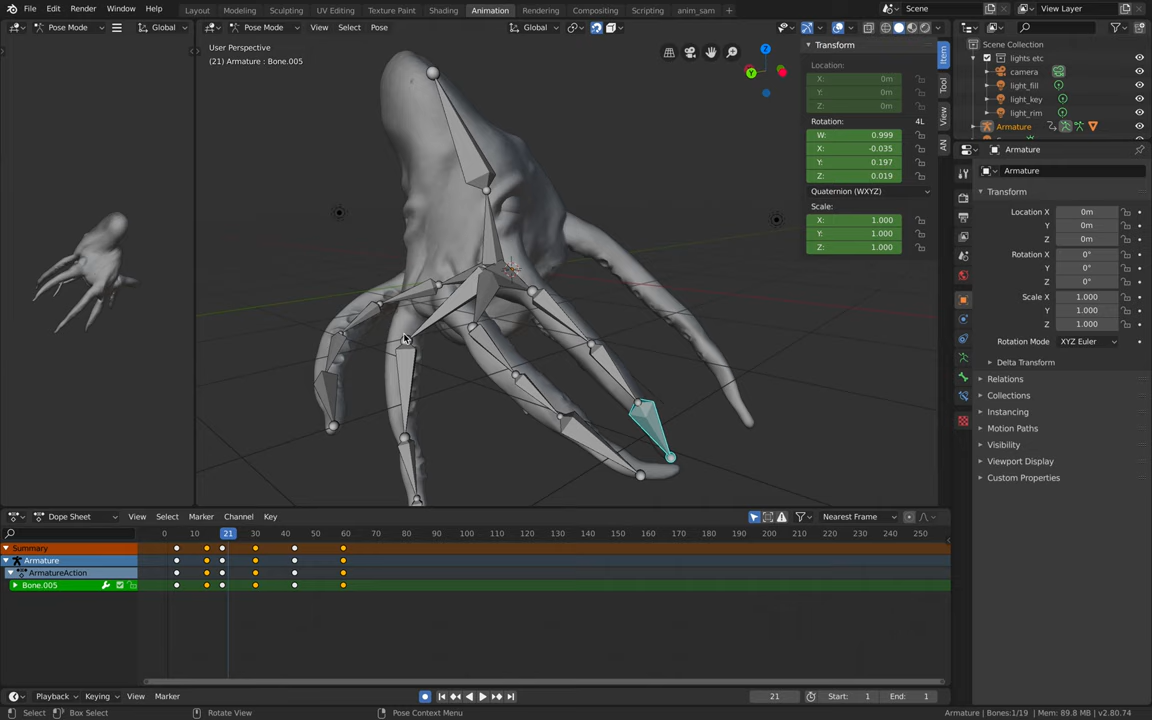 File Edit Render Window Help Layout Modeling Sculpting UV Editing Texture Paint Shading Animation Rendering Compositing Scripting anim_sam + Scene View Layer
Pose Mode Global Pose Mode View Select Pose Global
User Perspective
(21) Armature : Bone.005
Transform
Location:
X: 0m
Y: 0m
Z: 0m
Rotation: 4L
W: 0.999
X: -0.035
Y: 0.197
Z: 0.019
Quaternion (WXYZ)
Scale:
X: 1.000
Y: 1.000
Z: 1.000
Item
Tool
View
AN
X
Y
Z
Scene Collection
lights etc
camera
light_fill
light_key
light_rim
Armature
Armature
Armature
Transform
Location X 0m
Y 0m
Z 0m
Rotation X 0°
Y 0°
Z 0°
Scale X 1.000
Y 1.000
Z 1.000
Rotation Mode XYZ Euler
Delta Transform
Relations
Collections
Instancing
Motion Paths
Visibility
Viewport Display
Custom Properties
Dope Sheet View Select Marker Channel Key Nearest Frame
0 10 21 30 40 50 60 70 80 90 100 110 120 130 140 150 160 170 180 190 200 210 220 230 240 250
Summary
Armature
ArmatureAction
Bone.005
Playback Keying View Marker 21 Start: 1 End: 1
Select Box Select Rotate View Pose Context Menu Armature | Bones:1/19 | Mem: 89.8 MB | v2.80.74